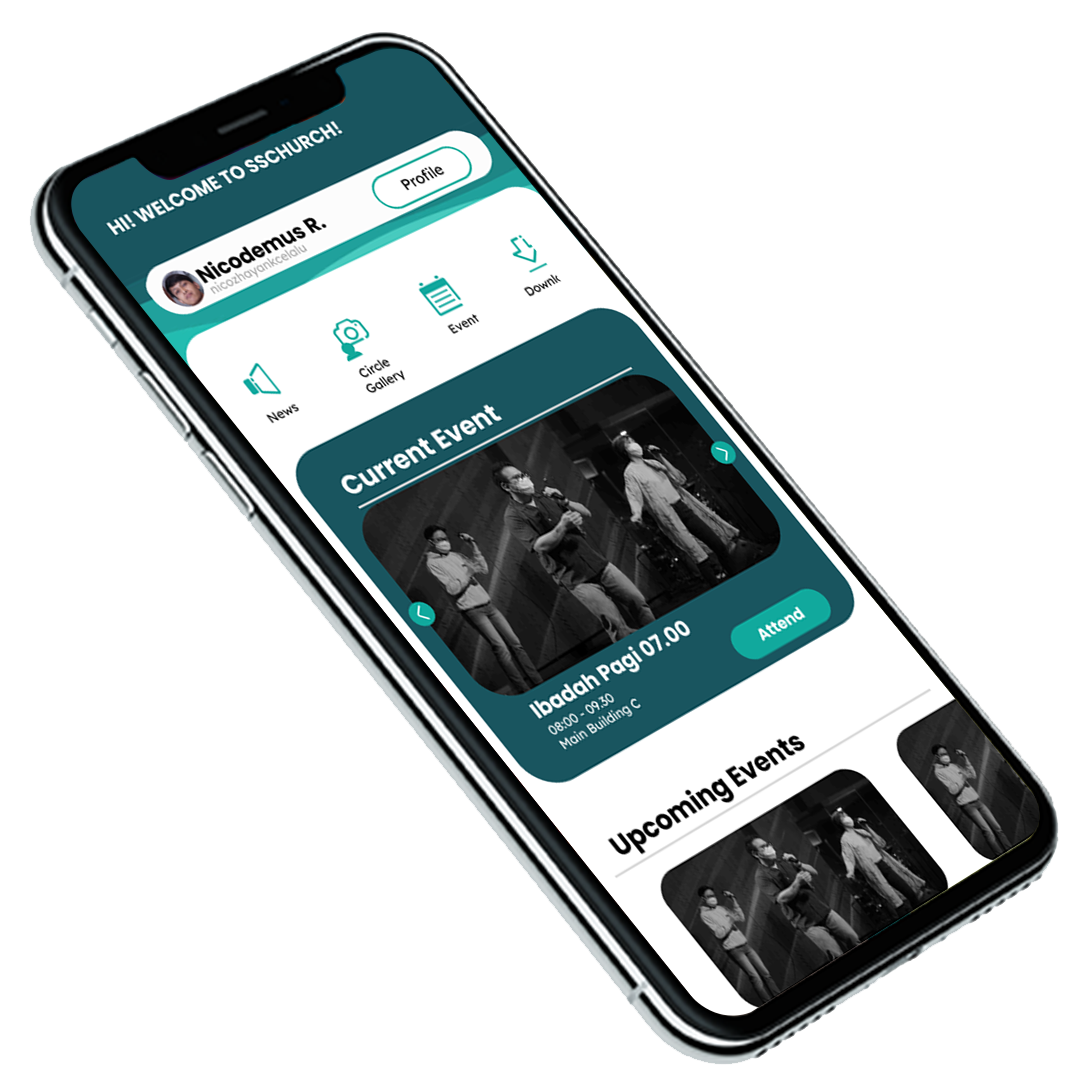 HI! WELCOME TO SSCHURCH!
Nicodemus R.
nicozhayankcelalu
Profile
News
Circle
Gallery
Event
Current Event
Ibadah Pagi 07.00
08:00 - 09.30
Main Building C
Attend
Upcoming Events